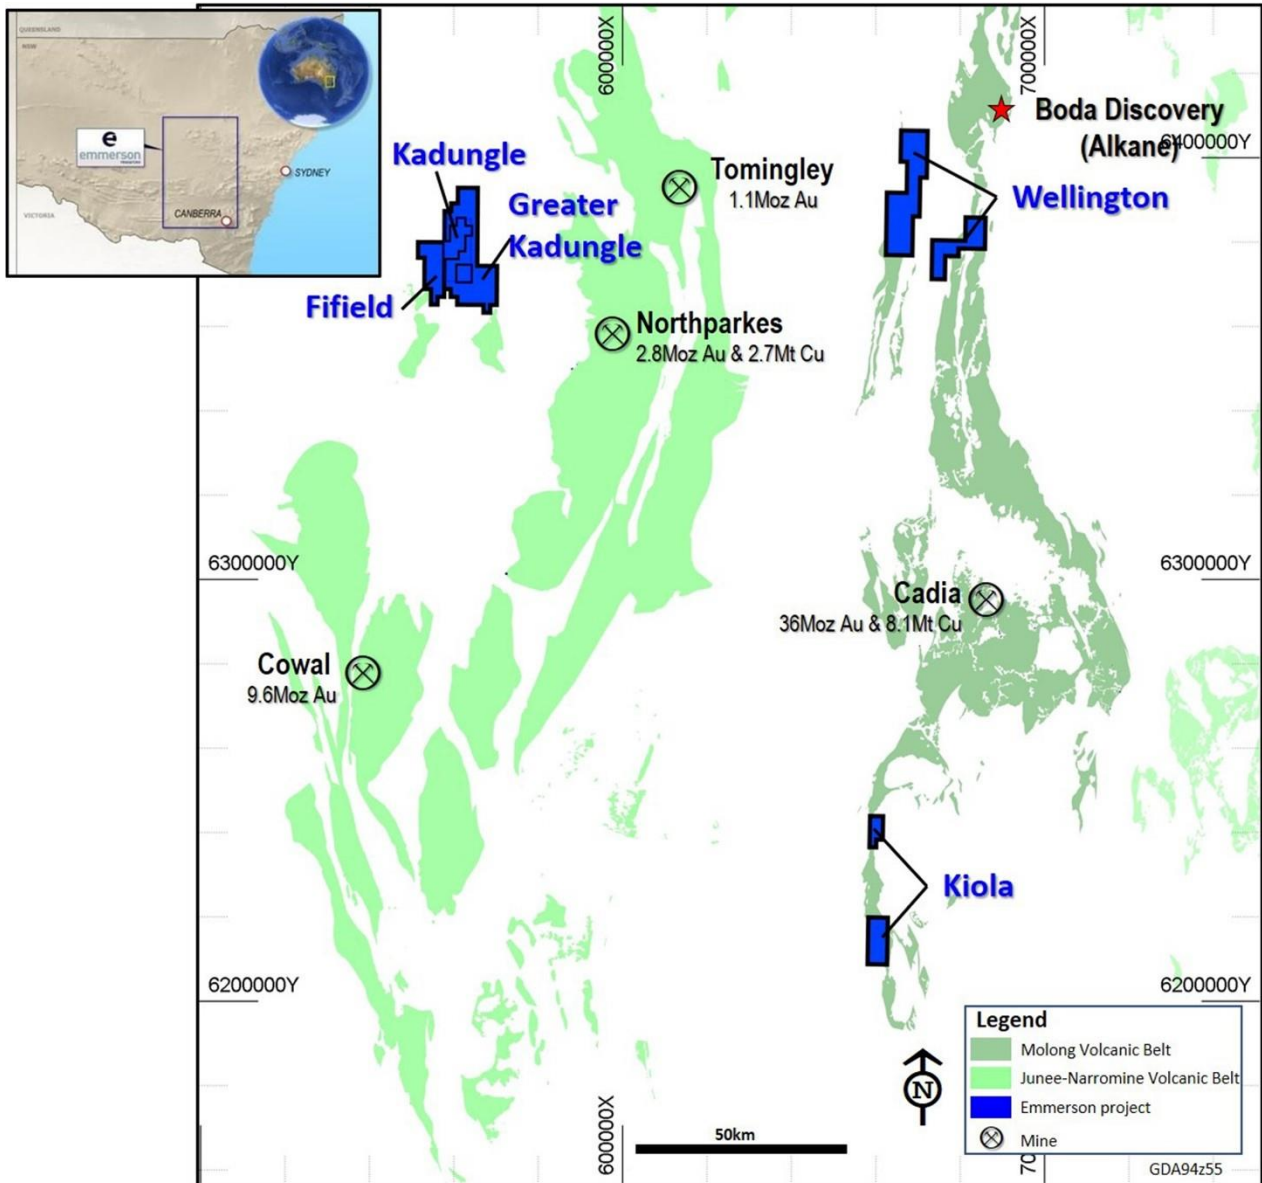 QUEENSLAND
NSW
e
emmerson
SYDNEY
CANBERRA
VICTORIA
600000X
700000X
Boda Discovery
(Alkane)
6400000Y
Kadungle
Tomingley
1.1Moz Au
Greater
Kadungle
Wellington
Fifield
Northparkes
2.8Moz Au & 2.7Mt Cu
6300000Y
6300000Y
Cadia
36Moz Au & 8.1Mt Cu
Cowal
9.6Moz Au
Kiola
6200000Y
6200000Y
Legend
Molong Volcanic Belt
Junee-Narromine Volcanic Belt
Emmerson project
Mine
N
600000X
50km
70
GDA94z55